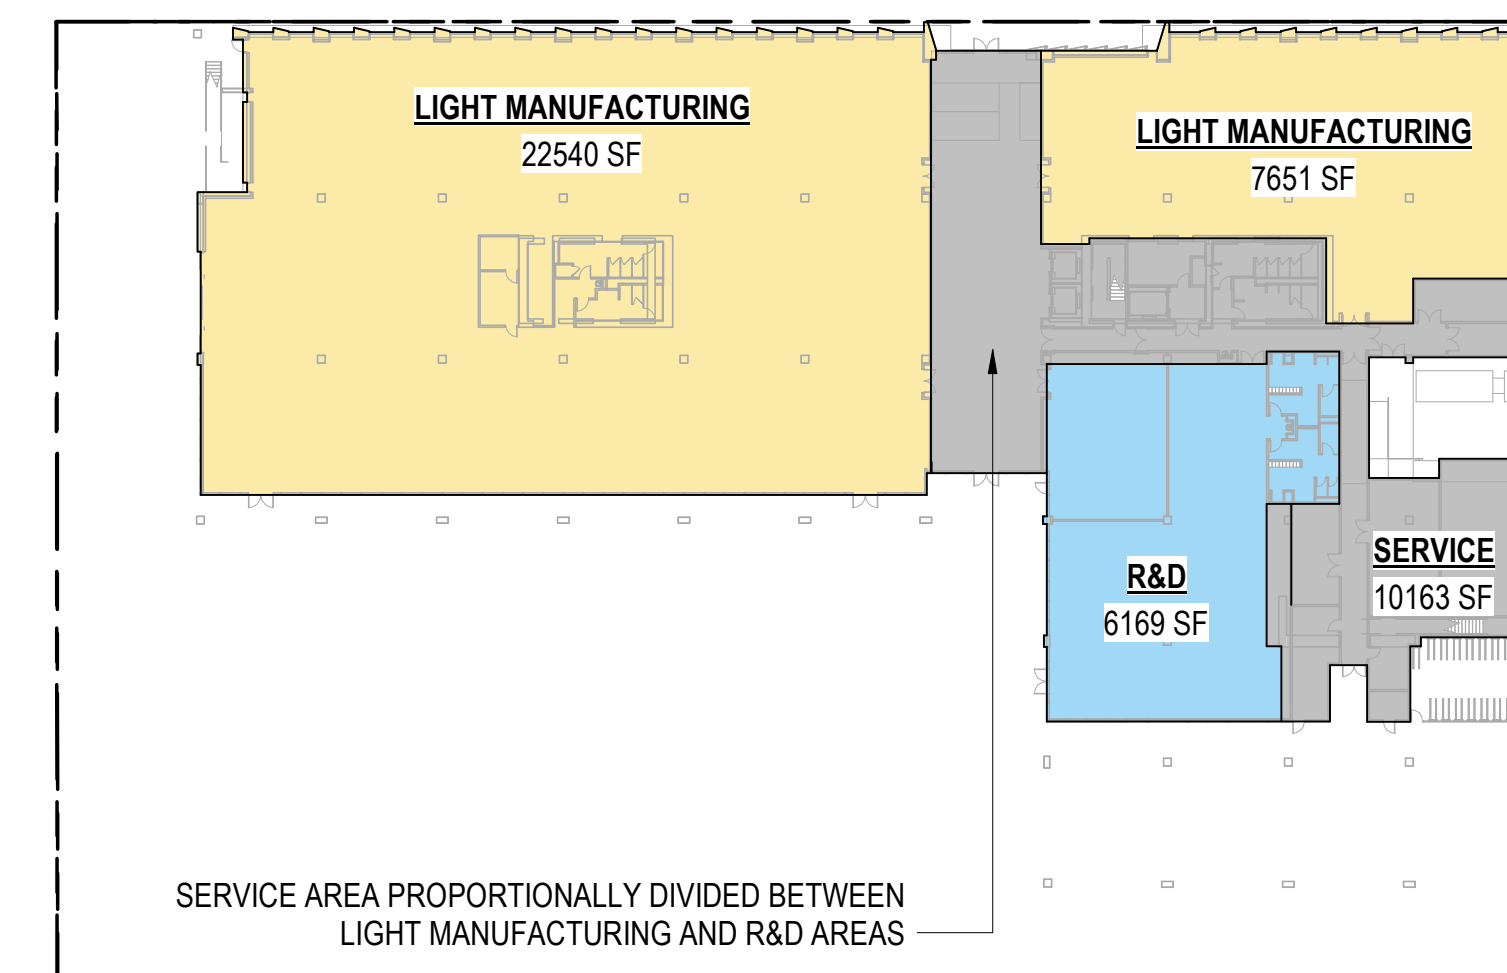 LIGHT MANUFACTURING
22540 SF
LIGHT MANUFACTURING
7651 SF
R&D
6169 SF
SERVICE
10163 SF
SERVICE AREA PROPORTIONALLY DIVIDED BETWEEN
LIGHT MANUFACTURING AND R&D AREAS